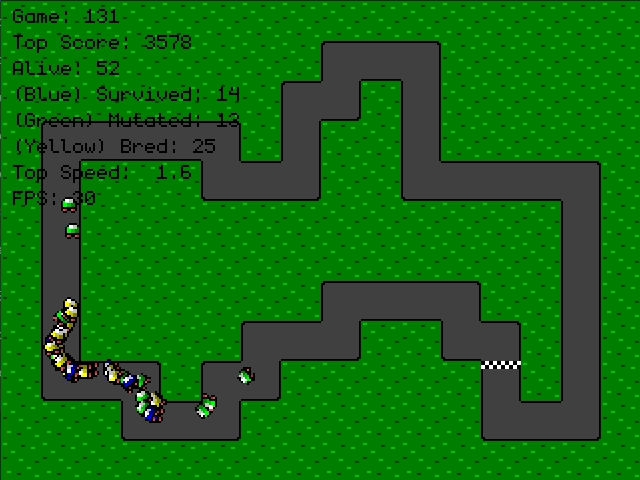 Game: 131
Top Score: 3578
Alive: 52
(Blue) Survived: 14
(Green) Mutated: 13
(Yellow) Bred: 25
Top Speed: 1.6
FPS: 30